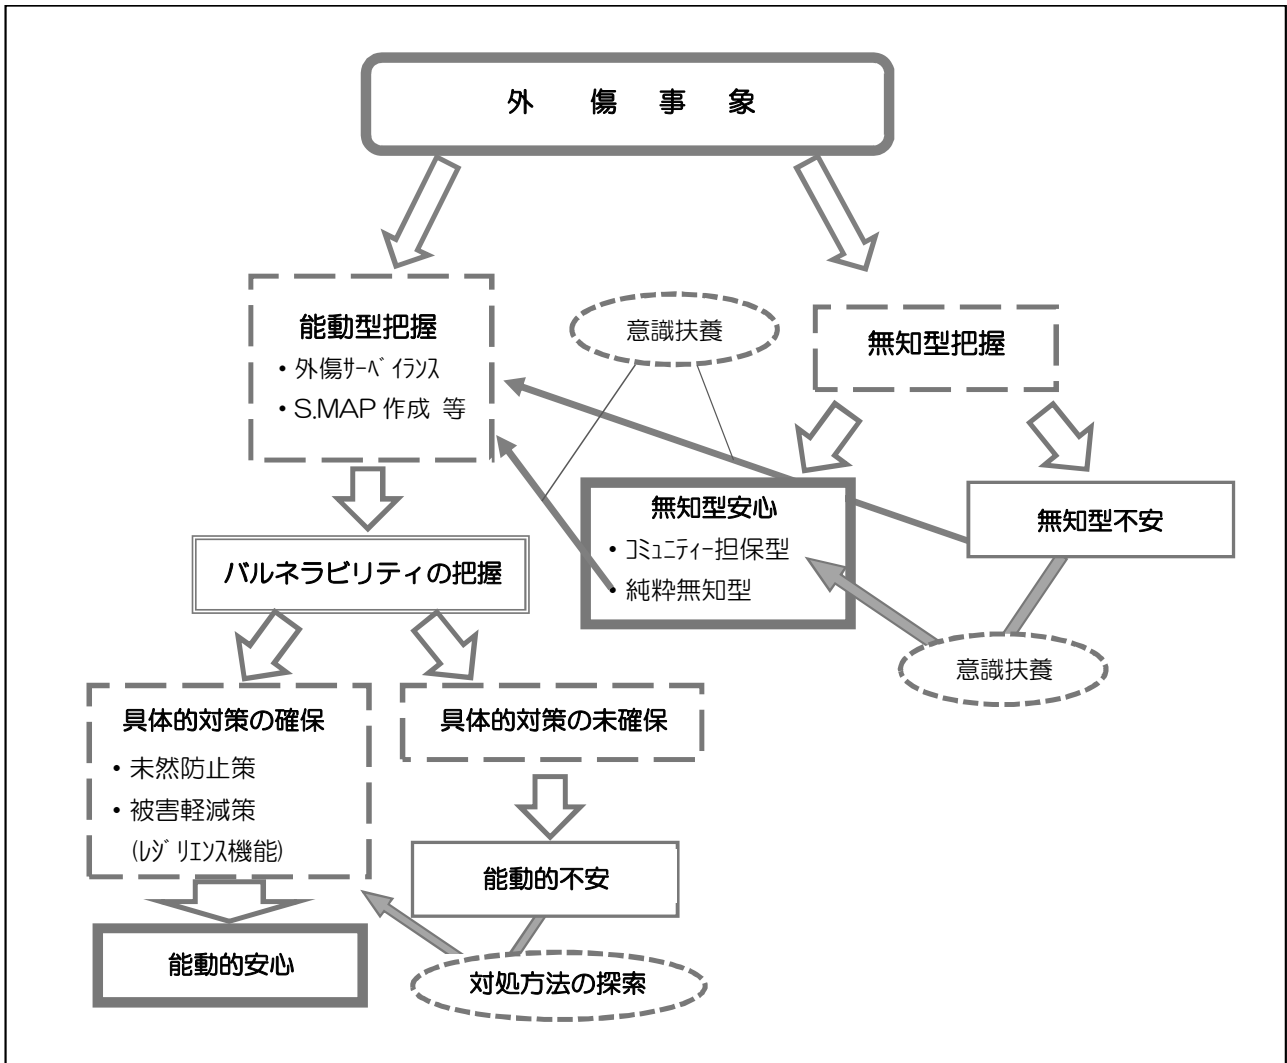 外 傷 事 象
能動型把握
・外傷ｻｰﾍﾞｲﾗﾝｽ
・S.MAP 作成 等
意識扶養
無知型把握
無知型安心
・ｺﾐｭﾆﾃｨｰ担保型
・純粋無知型
無知型不安
バルネラビリティの把握
意識扶養
具体的対策の確保
・未然防止策
・被害軽減策
(ﾚｼﾞﾘｴﾝｽ機能)
具体的対策の未確保
能動的不安
能動的安心
対処方法の探索